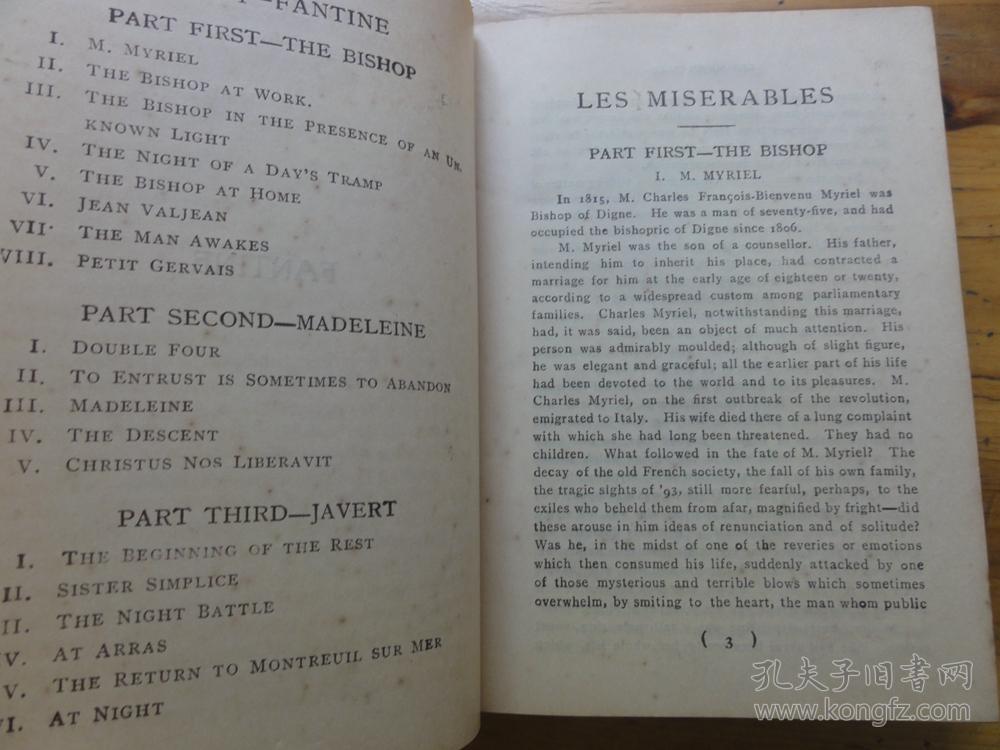 —FANTINE
PART FIRST—THE BISHOP
I. M. MYRIEL
II. THE BISHOP AT WORK.
III. THE BISHOP IN THE PRESENCE OF AN UN-
KNOWN LIGHT
IV. THE NIGHT OF A DAY'S TRAMP
V. THE BISHOP AT HOME
VI. JEAN VALJEAN
VII. THE MAN AWAKES
VIII. PETIT GERVAIS
PART SECOND—MADELEINE
I. DOUBLE FOUR
II. TO ENTRUST IS SOMETIMES TO ABANDON
III. MADELEINE
IV. THE DESCENT
V. CHRISTUS NOS LIBERAVIT
PART THIRD—JAVERT
I. THE BEGINNING OF THE REST
II. SISTER SIMPLICE
II. THE NIGHT BATTLE
IV. AT ARRAS
V. THE RETURN TO MONTREUIL SUR MER
VI. AT NIGHT
LES MISERABLES
PART FIRST—THE BISHOP
I. M. MYRIEL
In 1815, M. Charles François-Bienvenu Myriel was
Bishop of Digne. He was a man of seventy-five, and had
occupied the bishopric of Digne since 1806.
M. Myriel was the son of a counsellor. His father,
intending him to inherit his place, had contracted a
marriage for him at the early age of eighteen or twenty,
according to a widespread custom among parliamentary
families. Charles Myriel, notwithstanding this marriage,
had, it was said, been an object of much attention. His
person was admirably moulded; although of slight figure,
he was elegant and graceful; all the earlier part of his life
had been devoted to the world and to its pleasures. M.
Charles Myriel, on the first outbreak of the revolution,
emigrated to Italy. His wife died there of a lung complaint
with which she had long been threatened. They had no
children. What followed in the fate of M. Myriel? The
decay of the old French society, the fall of his own family,
the tragic sights of '93, still more fearful, perhaps, to the
exiles who beheld them from afar, magnified by fright—did
these arouse in him ideas of renunciation and of solitude?
Was he, in the midst of one of the reveries or emotions
which then consumed his life, suddenly attacked by one
of those mysterious and terrible blows which sometimes
overwhelm, by smiting to the heart, the man whom public
( 3 )
孔夫子旧书网
www.kongfz.com